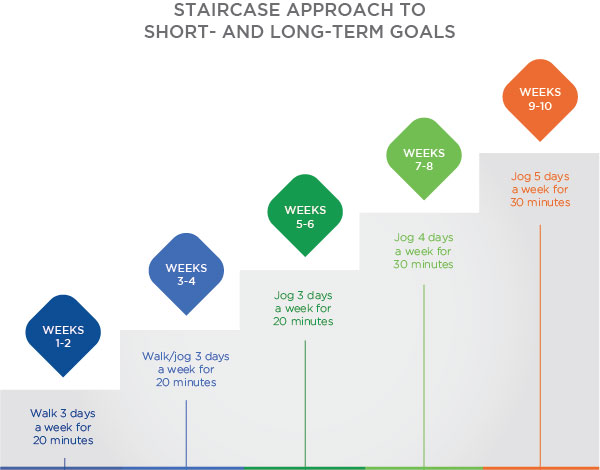 STAIRCASE APPROACH TO
SHORT- AND LONG-TERM GOALS
WEEKS
1-2
Walk 3 days
a week for
20 minutes
WEEKS
3-4
Walk/jog 3 days
a week for
20 minutes
WEEKS
5-6
Jog 3 days
a week for
20 minutes
WEEKS
7-8
Jog 4 days
a week for
30 minutes
WEEKS
9-10
Jog 5 days
a week for
30 minutes